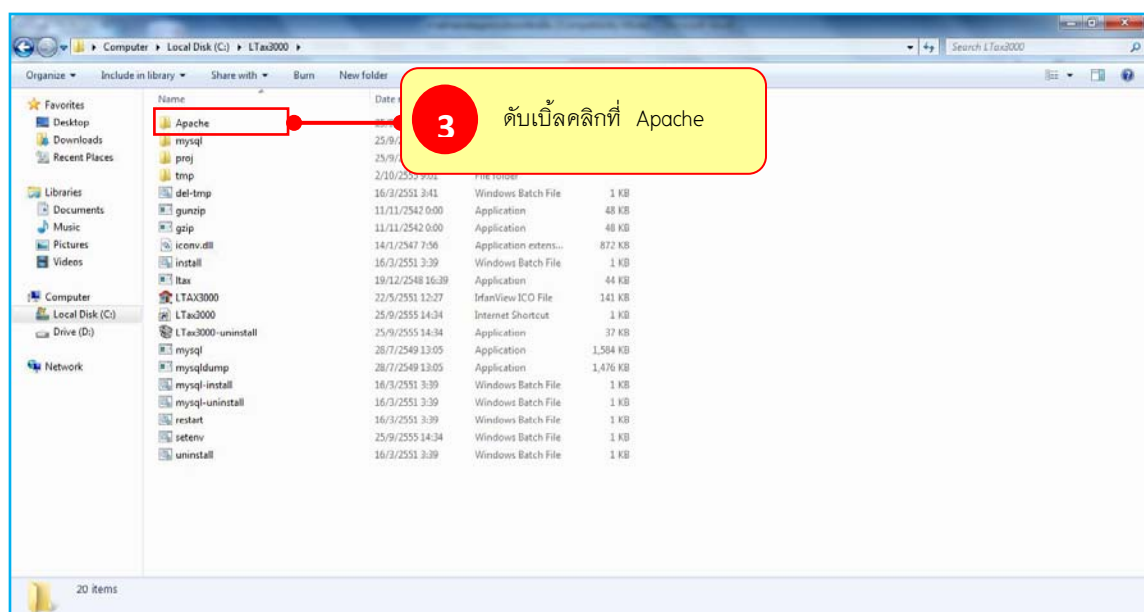 Computer ▸ Local Disk (C:) ▸ LTax3000 ▸ Search LTax3000
Organize Include in library Share with Burn New folder
Favorites
Desktop
Downloads
Recent Places
Libraries
Documents
Music
Pictures
Videos
Computer
Local Disk (C:)
Drive (D:)
Network
Name Date
Apache
mysql 25/9/
proj 25/9/
tmp 2/10/2555 9:02 File folder
del-tmp 16/3/2551 3:41 Windows Batch File 1 KB
gunzip 11/11/2542 0:00 Application 48 KB
gzip 11/11/2542 0:00 Application 48 KB
iconv.dll 14/1/2547 7:56 Application extens... 872 KB
install 16/3/2551 3:39 Windows Batch File 1 KB
ltax 19/12/2548 16:39 Application 44 KB
LTAX3000 22/5/2551 12:27 IrfanView ICO File 141 KB
LTax3000 25/9/2555 14:34 Internet Shortcut 1 KB
LTax3000-uninstall 25/9/2555 14:34 Application 37 KB
mysql 28/7/2549 13:05 Application 1,584 KB
mysqldump 28/7/2549 13:05 Application 1,476 KB
mysql-install 16/3/2551 3:39 Windows Batch File 1 KB
mysql-uninstall 16/3/2551 3:39 Windows Batch File 1 KB
restart 16/3/2551 3:39 Windows Batch File 1 KB
setenv 25/9/2555 14:34 Windows Batch File 1 KB
uninstall 16/3/2551 3:39 Windows Batch File 1 KB
3 ดับเบิ้ลคลิกที่ Apache
20 items